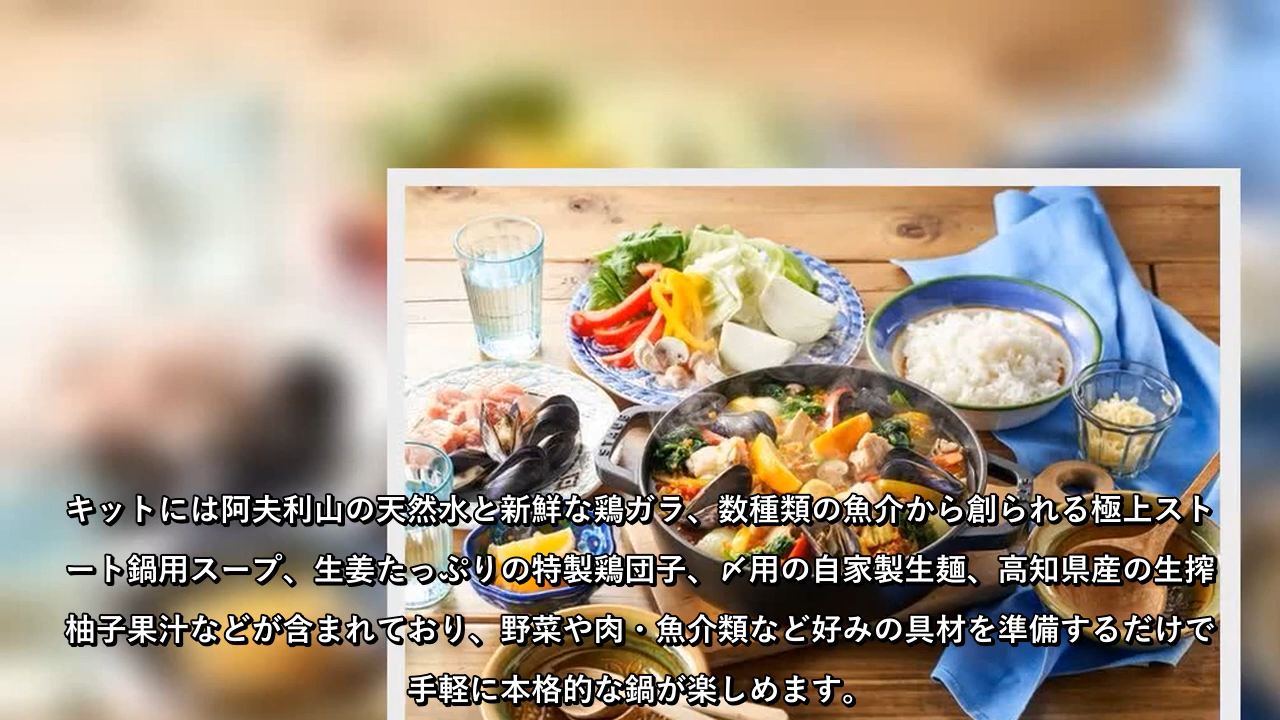 STAUB
キットには阿夫利山の天然水と新鮮な鶏ガラ、数種類の魚介から創られる極上スト
ート鍋用スープ、生姜たっぷりの特製鶏団子、〆用の自家製生麺、高知県産の生搾
柚子果汁などが含まれており、野菜や肉・魚介類など好みの具材を準備するだけで
手軽に本格的な鍋が楽しめます。